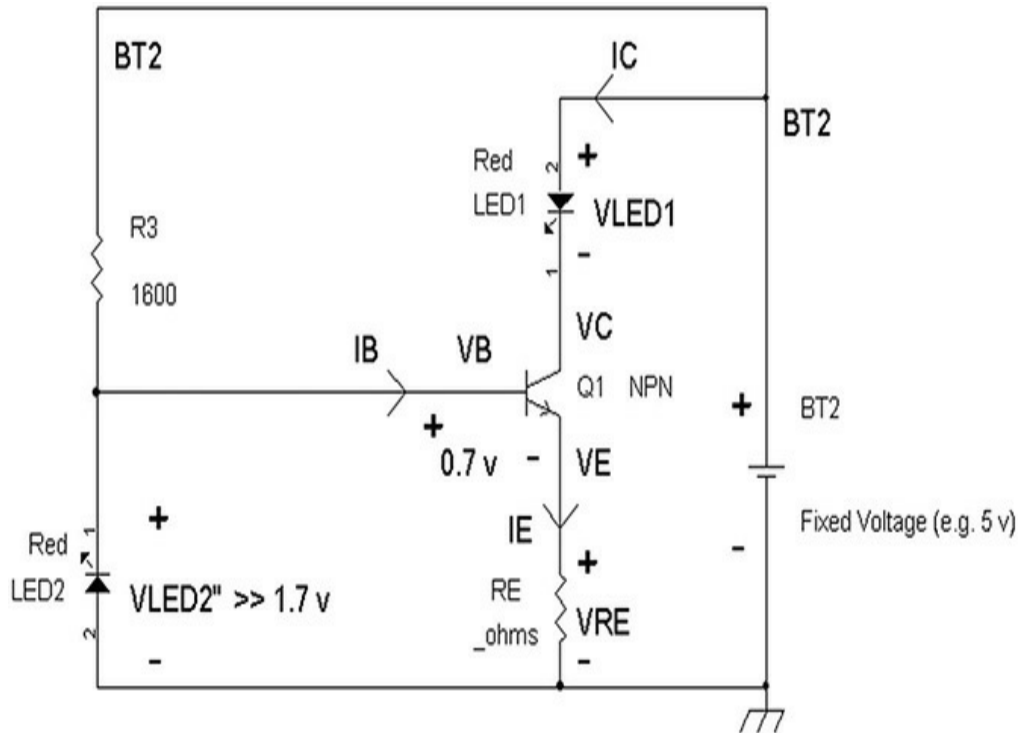 BT2
IC
BT2
Red
LED1
2
+
VLED1
-
1
R3
1600
VC
IB
VB
Q1 NPN
+
0.7 v
-
VE
+
BT2
Fixed Voltage (e.g. 5 v)
-
IE
+
RE
_ohms
VRE
-
Red
LED2
1
+
VLED2" >> 1.7 v
2
-